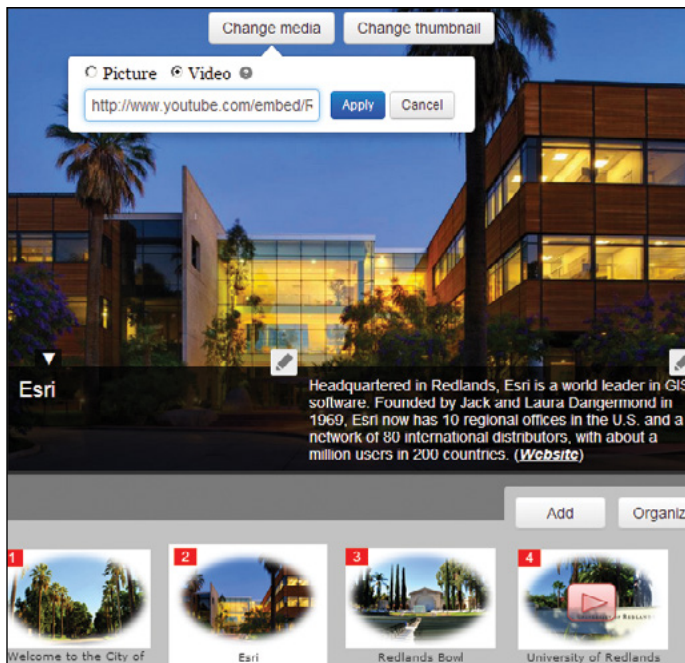 Change media
Change thumbnail
Picture
Video
http://www.youtube.com/embed/F
Apply
Cancel
Esri
Headquartered in Redlands, Esri is a world leader in GIS
software. Founded by Jack and Laura Dangermond in
1969, Esri now has 10 regional offices in the U.S. and a
network of 80 international distributors, with about a
million users in 200 countries. (Website)
Add
Organiz
1
2
3
4
UNIVERSITY OF REDLANDS
Welcome to the City of
Esri
Redlands Bowl
University of Redlands